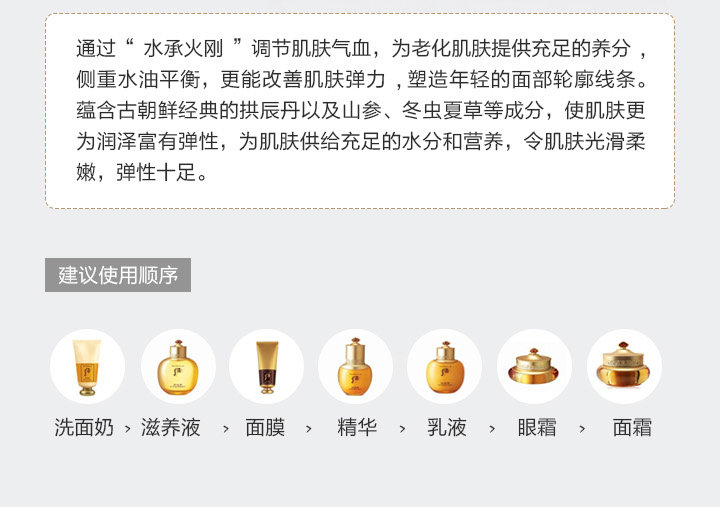 通过“ 水承火刚 ”调节肌肤气血，为老化肌肤提供充足的养分 ,
侧重水油平衡，更能改善肌肤弹力 ,塑造年轻的面部轮廓线条。
蕴含古朝鲜经典的拱辰丹以及山参、冬虫夏草等成分，使肌肤更
为润泽富有弹性，为肌肤供给充足的水分和营养，令肌肤光滑柔
嫩，弹性十足。
建议使用顺序
洗面奶 > 滋养液 > 面膜 > 精华 > 乳液 > 眼霜 > 面霜